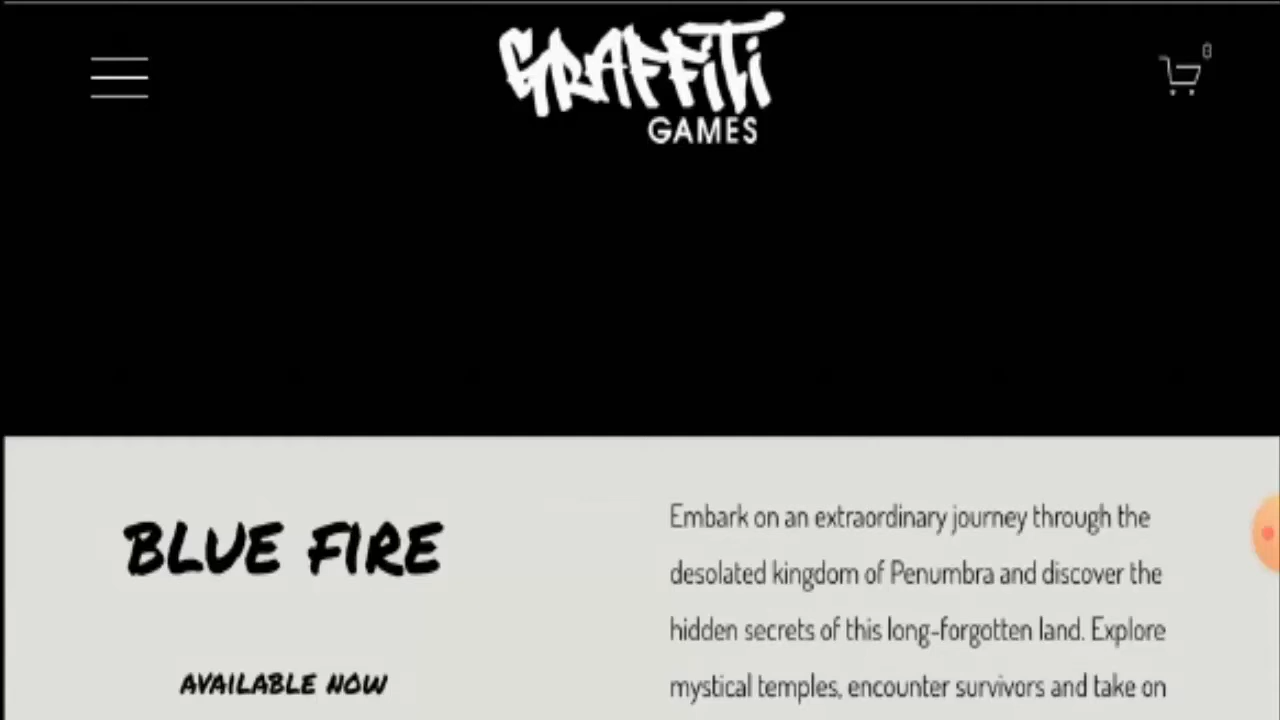 GRAFFITI
GAMES
0
BLUE FIRE
AVAILABLE NOW
Embark on an extraordinary journey through the
desolated kingdom of Penumbra and discover the
hidden secrets of this long-forgotten land. Explore
mystical temples, encounter survivors and take on